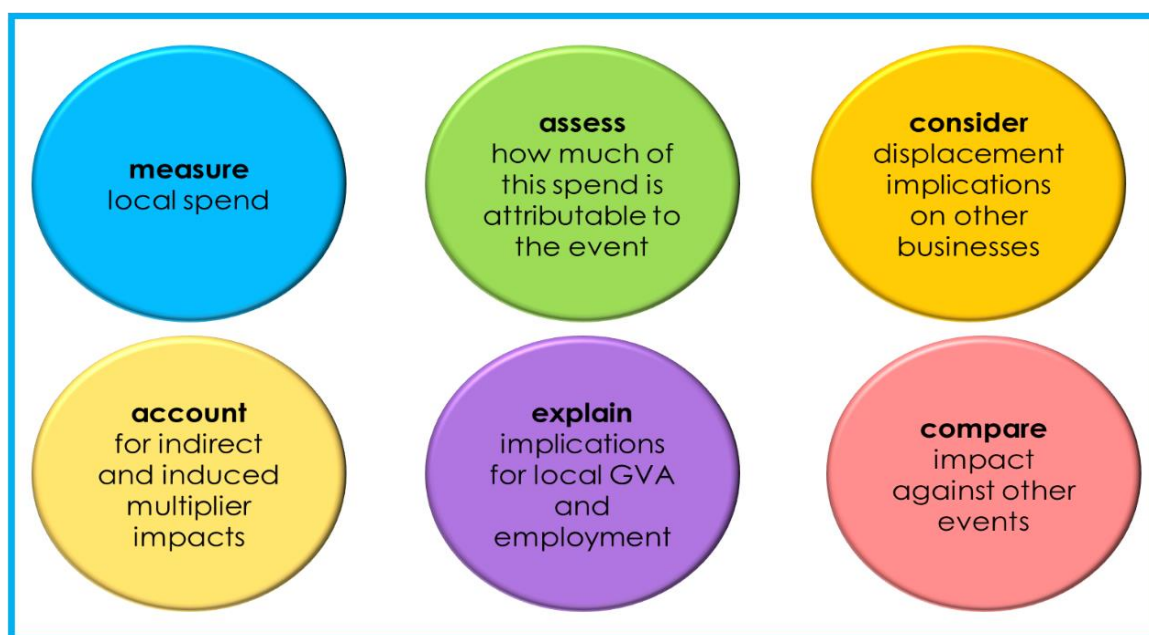 measure
local spend
assess
how much of
this spend is
attributable to
the event
consider
displacement
implications
on other
businesses
account
for indirect
and induced
multiplier
impacts
explain
implications
for local GVA
and
employment
compare
impact
against other
events